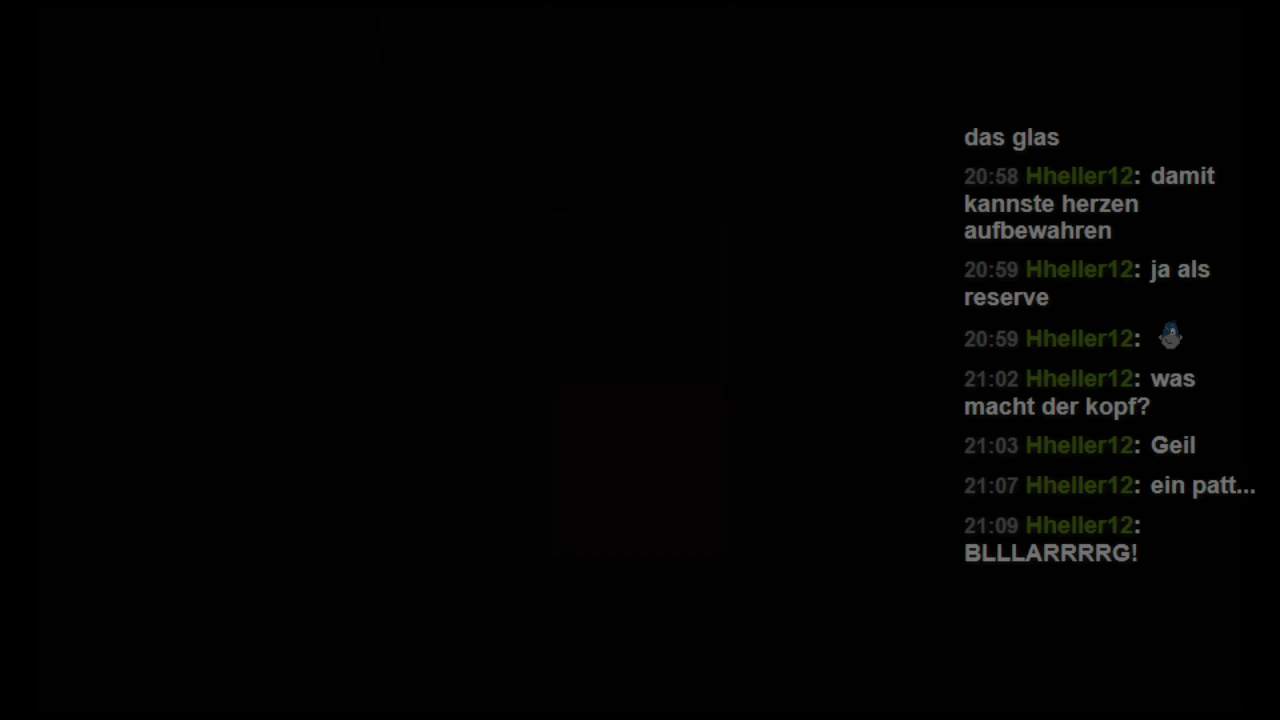 das glas
20:58 Hheller12: damit
kannste herzen
aufbewahren
20:59 Hheller12: ja als
reserve
20:59 Hheller12:
21:02 Hheller12: was
macht der kopf?
21:03 Hheller12: Geil
21:07 Hheller12: ein patt...
21:09 Hheller12:
BLLLARRRRG!